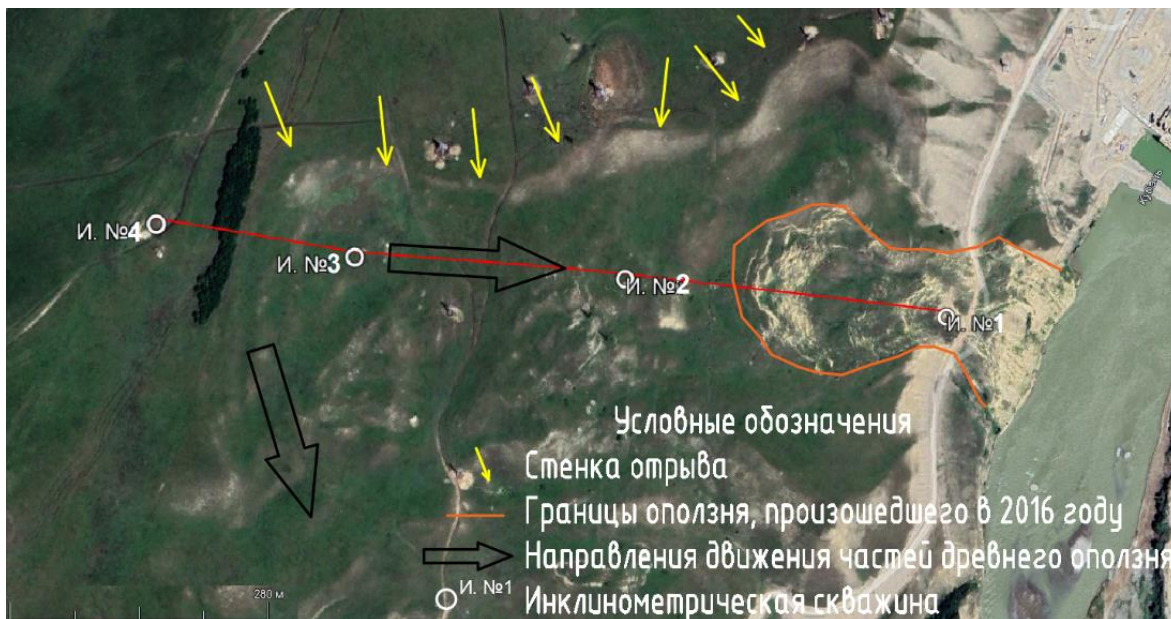 Кубань
И. №4
И. №3
И. №2
И. №1
Условные обозначения
Стенка отрыва
Границы оползня, произошедшего в 2016 году
Направления движения частей древнего оползня
И. №1 Инклинометрическая скважина
280 м